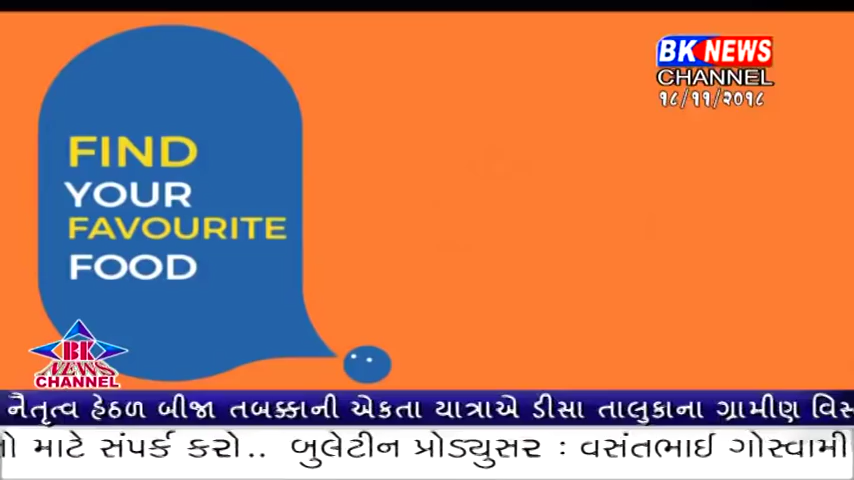 BK NEWS
CHANNEL
૧૮/૧૧/૨૦૧૮
FIND
YOUR
FAVOURITE
FOOD
BK
NEWS
CHANNEL
નૈતૃત્વ હેઠળ બીજા તબક્કાની એકતા યાત્રાએ ડીસા તાલુકાના ગ્રામીણ વિસ
માટે સંપર્ક કરો.. બુલેટીન પ્રોડ્યુસર : વસંતભાઈ ગોસ્વામી